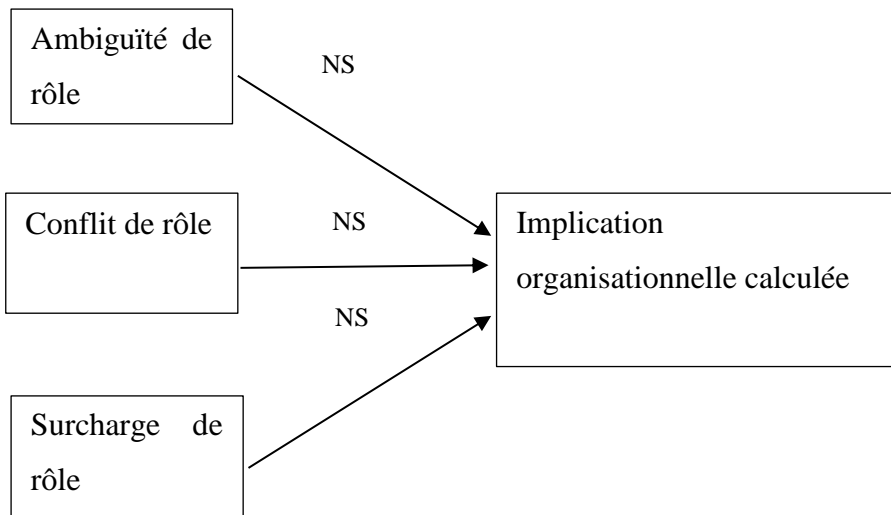 Ambiguïté de
rôle
NS
Conflit de rôle
NS
Implication
organisationnelle calculée
NS
Surcharge de
rôle